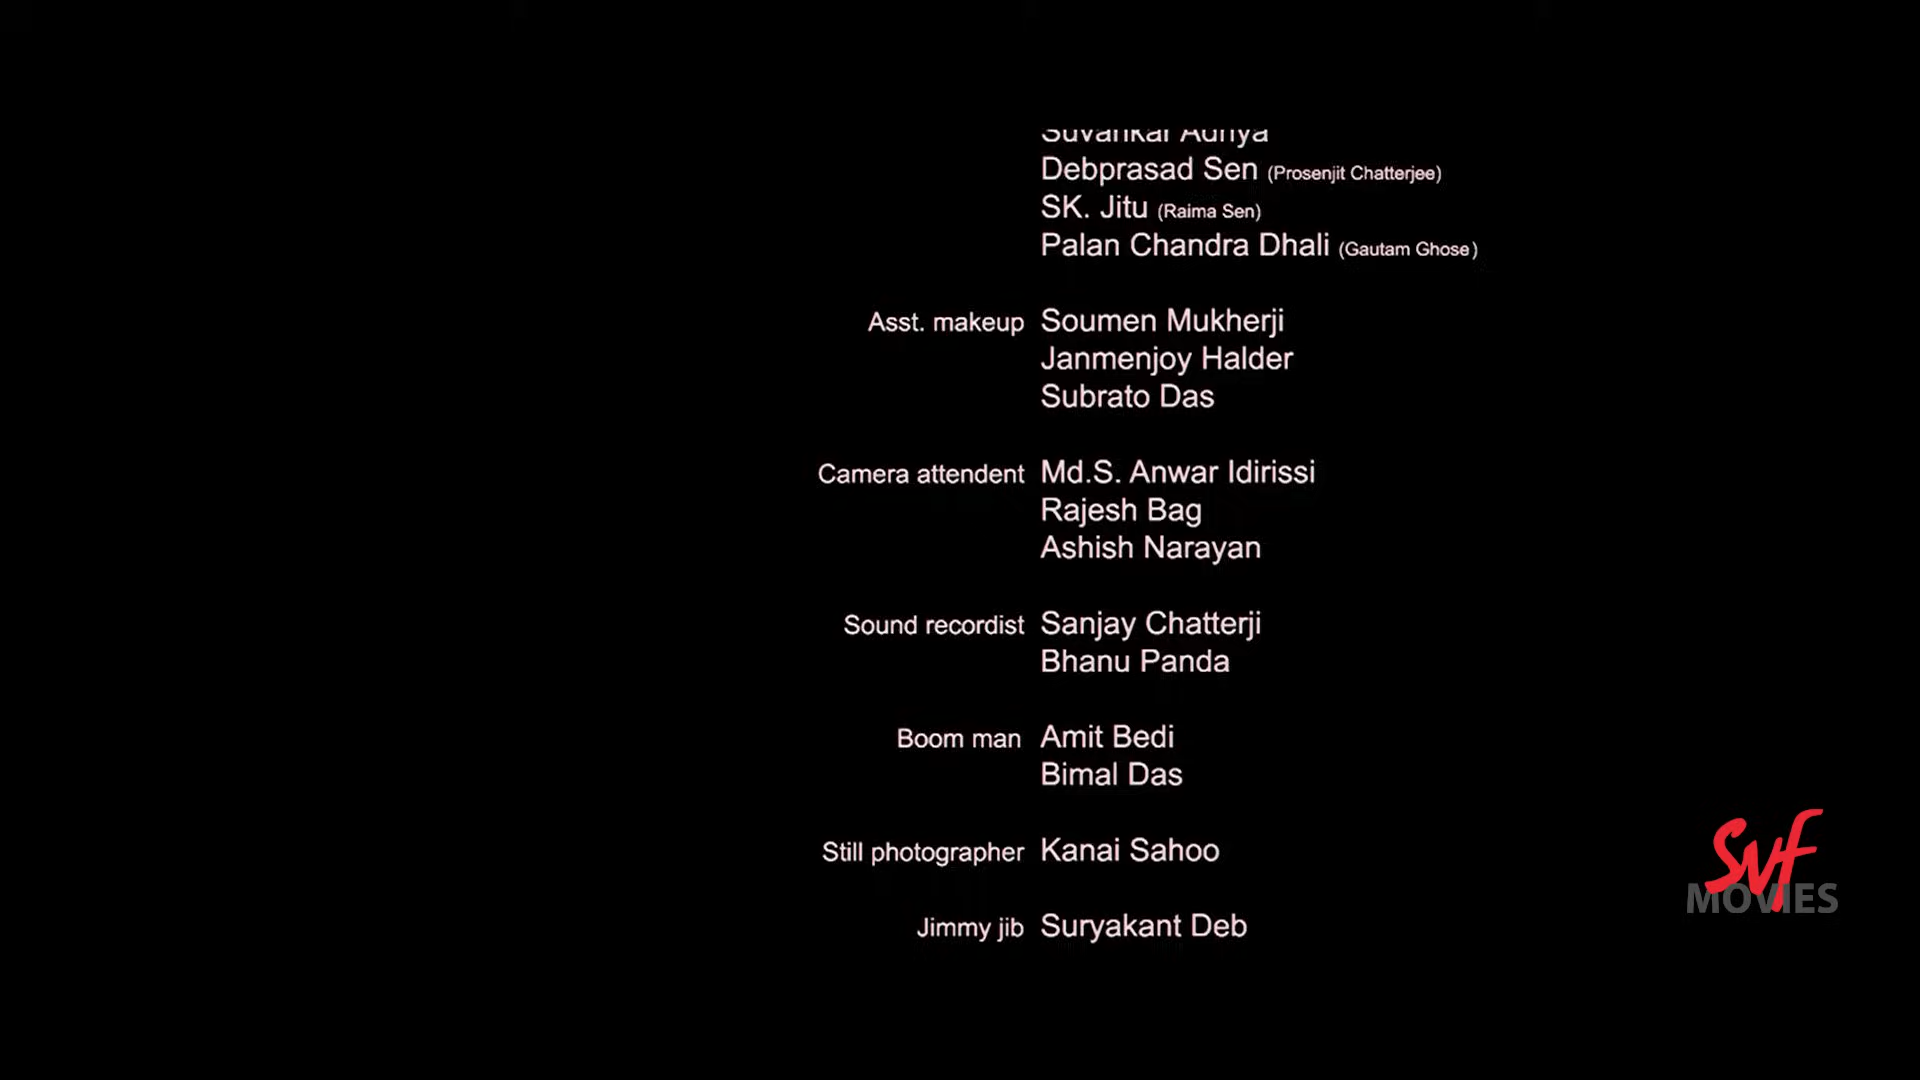 Debprasad Sen (Prosenjit Chatterjee)
SK. Jitu (Raima Sen)
Palan Chandra Dhali (Gautam Ghose)
Asst. makeup Soumen Mukherji
Janmenjoy Halder
Subrato Das
Camera attendent Md.S. Anwar Idirissi
Rajesh Bag
Ashish Narayan
Sound recordist Sanjay Chatterji
Bhanu Panda
Boom man Amit Bedi
Bimal Das
Still photographer Kanai Sahoo
Jimmy jib Suryakant Deb
Svf
MOVIES